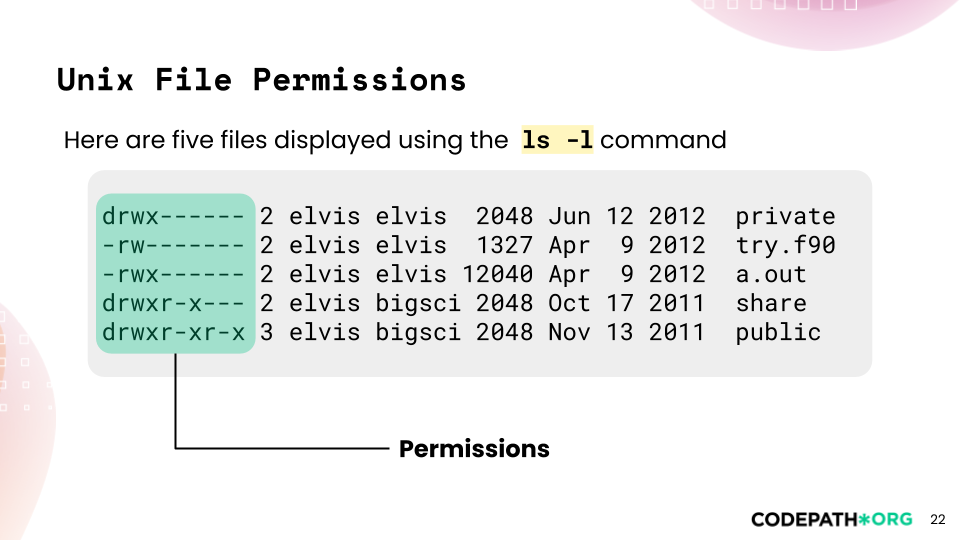 Unix File Permissions
Here are five files displayed using the ls -l command
drwx------ 2 elvis elvis  2048 Jun 12 2012  private
-rw------- 2 elvis elvis  1327 Apr  9 2012  try.f90
-rwx------ 2 elvis elvis 12040 Apr  9 2012  a.out
drwxr-x--- 2 elvis bigsci 2048 Oct 17 2011  share
drwxr-xr-x 3 elvis bigsci 2048 Nov 13 2011  public
Permissions
CODEPATH*ORG 22